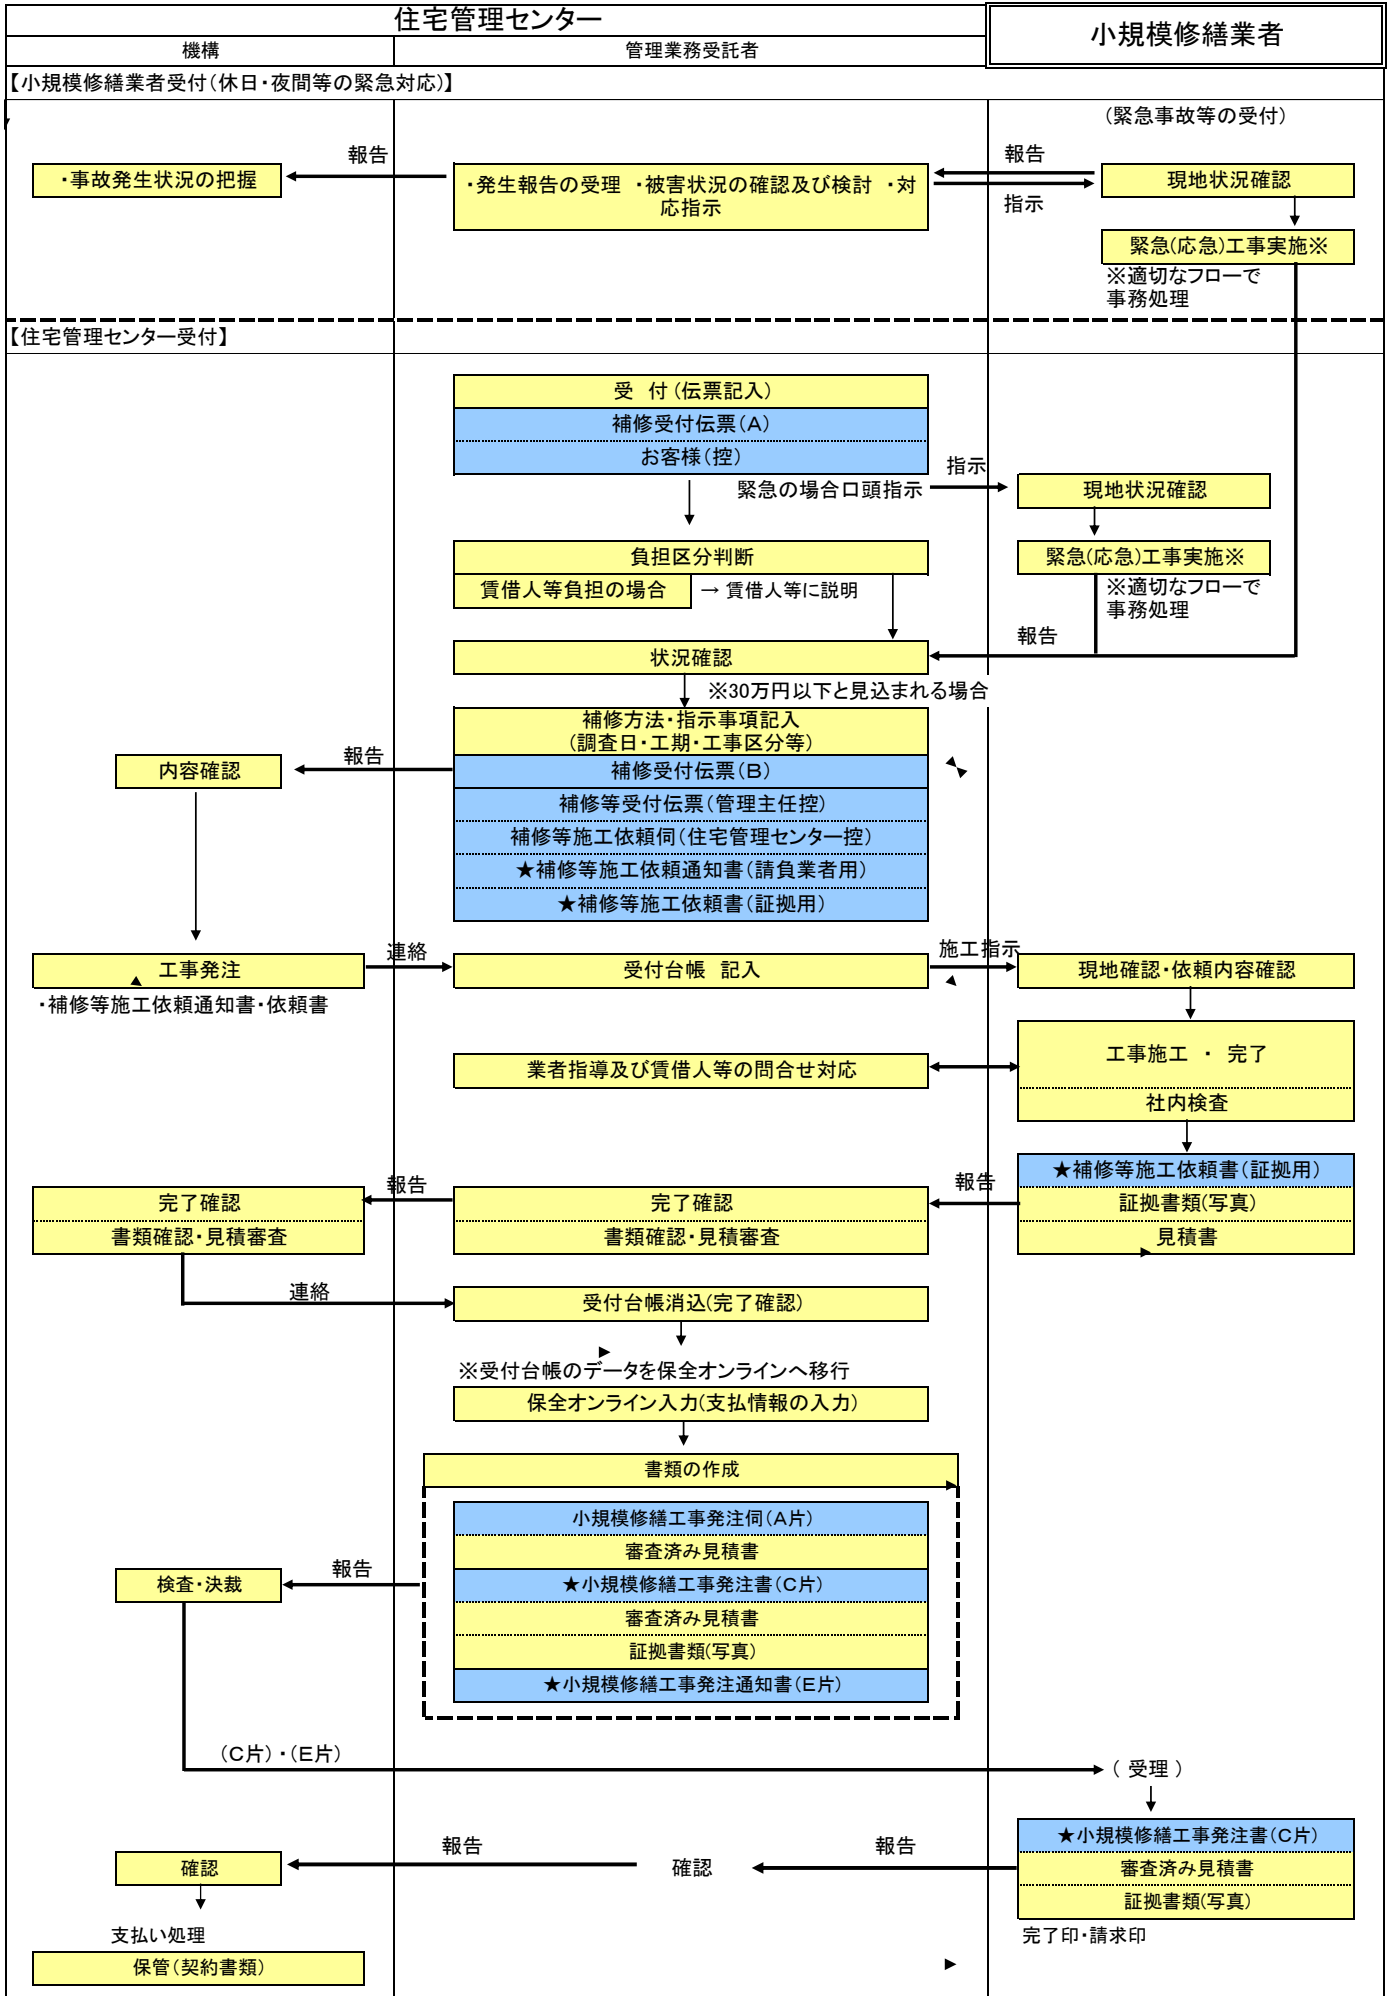 住宅管理センター
小規模修繕業者
機構
管理業務受託者
【小規模修繕業者受付(休日・夜間等の緊急対応)】
(緊急事故等の受付)
報告
報告
・事故発生状況の把握
・発生報告の受理 ・被害状況の確認及び検討 ・対
応指示
現地状況確認
指示
緊急(応急)工事実施※
※適切なフローで
事務処理
【住宅管理センター受付】
受 付(伝票記入)
補修受付伝票(A)
お客様(控)
指示
緊急の場合口頭指示
現地状況確認
負担区分判断
緊急(応急)工事実施※
賃借人等負担の場合
→ 賃借人等に説明
※適切なフローで
事務処理
報告
状況確認
※30万円以下と見込まれる場合
補修方法・指示事項記入
(調査日・工期・工事区分等)
報告
内容確認
補修受付伝票(B)
補修等受付伝票(管理主任控)
補修等施工依頼伺(住宅管理センター控)
★補修等施工依頼通知書(請負業者用)
★補修等施工依頼書(証拠用)
連絡
施工指示
工事発注
受付台帳 記入
現地確認・依頼内容確認
・補修等施工依頼通知書・依頼書
工事施工 ・ 完了
業者指導及び賃借人等の問合せ対応
社内検査
★補修等施工依頼書(証拠用)
報告
報告
完了確認
完了確認
証拠書類(写真)
書類確認・見積審査
書類確認・見積審査
見積書
連絡
受付台帳消込(完了確認)
※受付台帳のデータを保全オンラインへ移行
保全オンライン入力(支払情報の入力)
書類の作成
小規模修繕工事発注伺(A片)
審査済み見積書
報告
検査・決裁
★小規模修繕工事発注書(C片)
審査済み見積書
証拠書類(写真)
★小規模修繕工事発注通知書(E片)
(C片)・(E片)
( 受理 )
★小規模修繕工事発注書(C片)
報告
報告
確認
確認
審査済み見積書
証拠書類(写真)
支払い処理
完了印・請求印
保管(契約書類)